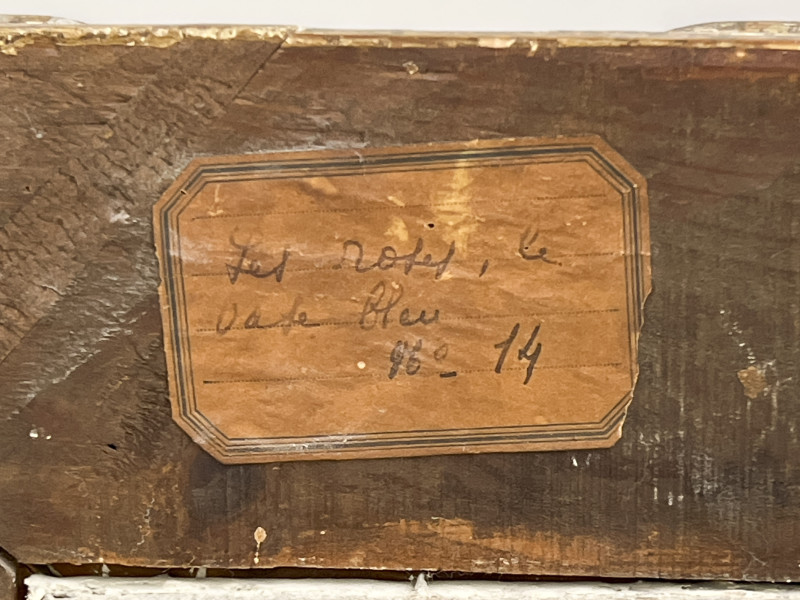 Les roses, le
vase bleu
No 14